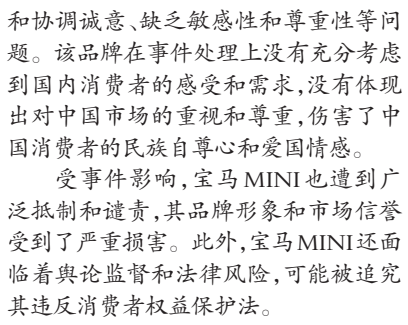 和协调诚意、缺乏敏感性和尊重性等问
题。该品牌在事件处理上没有充分考虑
到国内消费者的感受和需求,没有体现
出对中国市场的重视和尊重,伤害了中
国消费者的民族自尊心和爱国情感。
受事件影响,宝马MINI也遭到广
泛抵制和谴责,其品牌形象和市场信誉
受到了严重损害。此外,宝马MINI还面
临着舆论监督和法律风险,可能被追究
其违反消费者权益保护法。